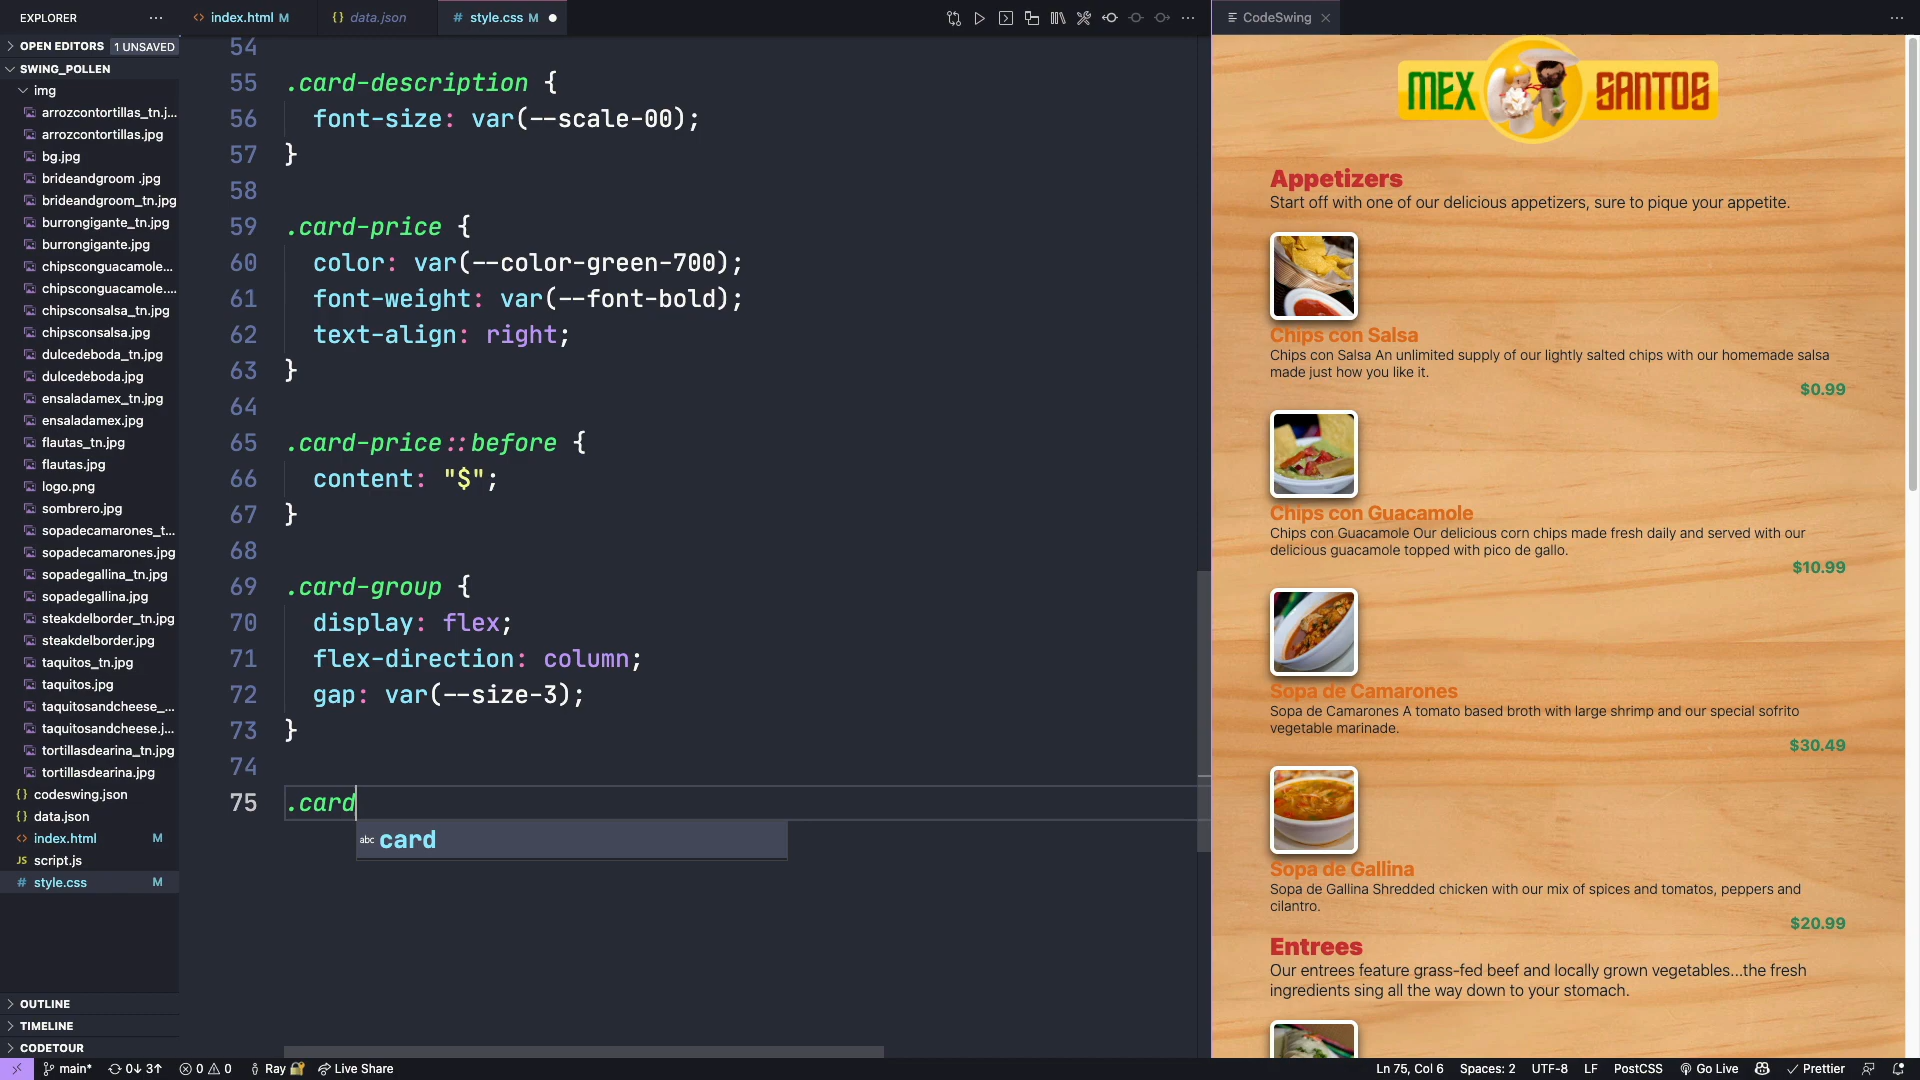 EXPLORER
index.html M
data.json
style.css M
CodeSwing
OPEN EDITORS
1 UNSAVED
SWING_POLLEN
img
arrozcontortillas_tn.j...
arrozcontortillas.jpg
bg.jpg
brideandgroom .jpg
brideandgroom_tn.jpg
burrongigante_tn.jpg
burrongigante.jpg
chipsconguacamole...
chipsconguacamole....
chipsconsalsa_tn.jpg
chipsconsalsa.jpg
dulcedeboda_tn.jpg
dulcedeboda.jpg
ensaladamex_tn.jpg
ensaladamex.jpg
flautas_tn.jpg
flautas.jpg
logo.png
sombrero.jpg
sopadecamarones_t...
sopadecamarones.jpg
sopadegallina_tn.jpg
sopadegallina.jpg
steakdelborder_tn.jpg
steakdelborder.jpg
taquitos_tn.jpg
taquitos.jpg
taquitosandcheese_...
taquitosandcheese.j...
tortillasdearina_tn.jpg
tortillasdearina.jpg
{} codeswing.json
{} data.json
<> index.html M
JS script.js
# style.css M
OUTLINE
TIMELINE
CODETOUR
54
55 .card-description {
56 font-size: var(--scale-00);
57 }
58
59 .card-price {
60 color: var(--color-green-700);
61 font-weight: var(--font-bold);
62 text-align: right;
63 }
64
65 .card-price::before {
66 content: "$";
67 }
68
69 .card-group {
70 display: flex;
71 flex-direction: column;
72 gap: var(--size-3);
73 }
74
75 .card
abc card
MEX SANTOS
Appetizers
Start off with one of our delicious appetizers, sure to pique your appetite.
Chips con Salsa
Chips con Salsa An unlimited supply of our lightly salted chips with our homemade salsa
made just how you like it.
$0.99
Chips con Guacamole
Chips con Guacamole Our delicious corn chips made fresh daily and served with our
delicious guacamole topped with pico de gallo.
$10.99
Sopa de Camarones
Sopa de Camarones A tomato based broth with large shrimp and our special sofrito
vegetable marinade.
$30.49
Sopa de Gallina
Sopa de Gallina Shredded chicken with our mix of spices and tomatos, peppers and
cilantro.
$20.99
Entrees
Our entrees feature grass-fed beef and locally grown vegetables...the fresh
ingredients sing all the way down to your stomach.
main* 0↓ 3↑ 0 0 Ray Live Share
Ln 75, Col 6 Spaces: 2 UTF-8 LF PostCSS Go Live Prettier